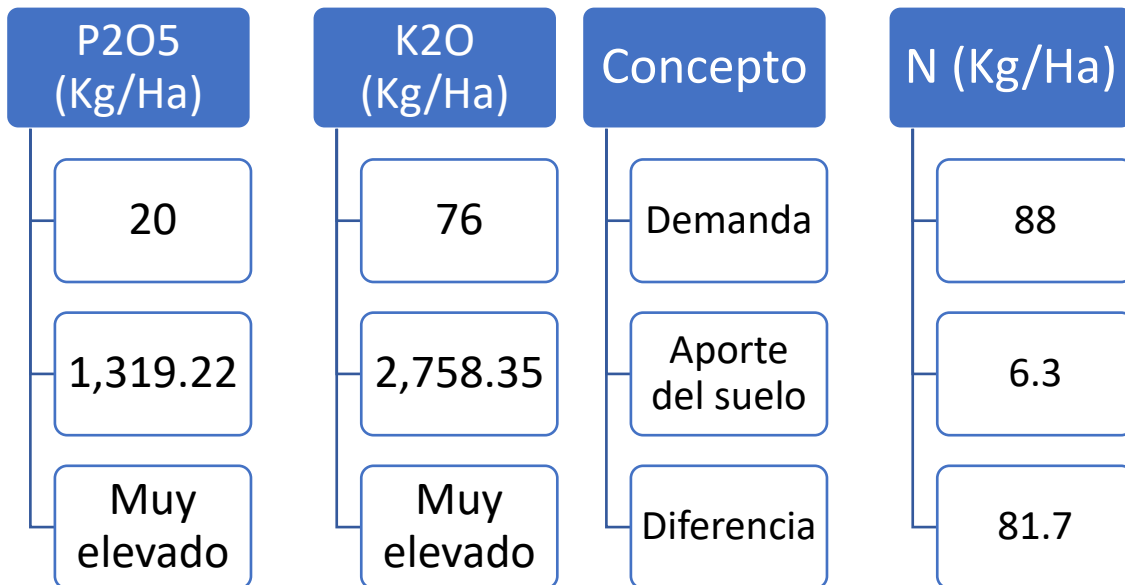 P2O5
(Kg/Ha)
20
1,319.22
Muy
elevado
K2O
(Kg/Ha)
76
2,758.35
Muy
elevado
Concepto
Demanda
Aporte
del suelo
Diferencia
N (Kg/Ha)
88
6.3
81.7